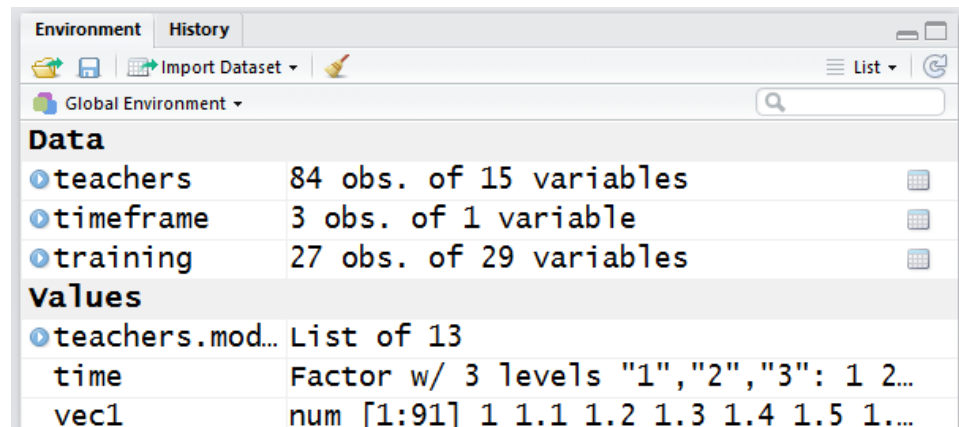 Environment History
Import Dataset List
Global Environment
Data
teachers 84 obs. of 15 variables
timeframe 3 obs. of 1 variable
training 27 obs. of 29 variables
Values
teachers.mod… List of 13
time Factor w/ 3 levels "1","2","3": 1 2…
vec1 num [1:91] 1 1.1 1.2 1.3 1.4 1.5 1.…